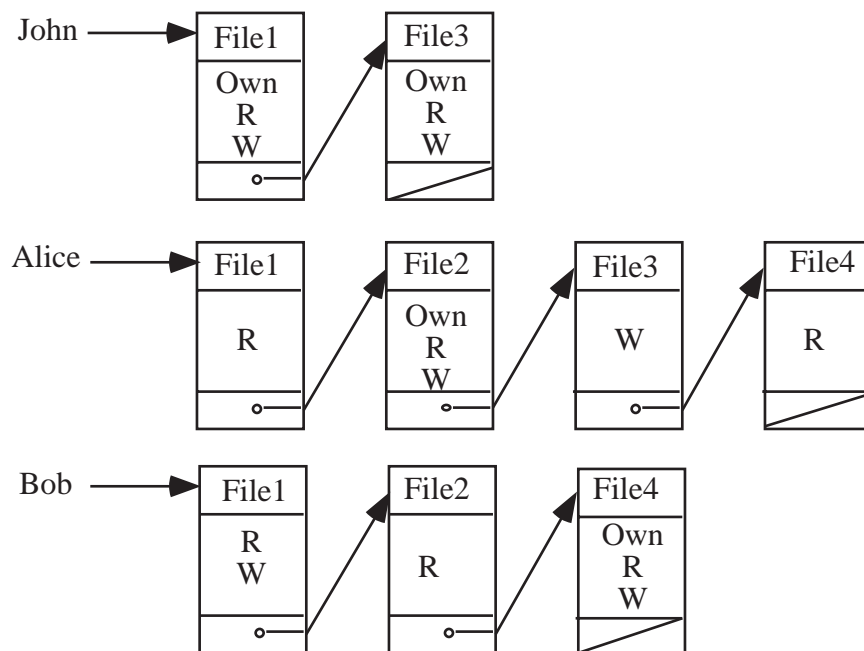 John
File1
Own
R
W
File3
Own
R
W
Alice
File1
R
File2
Own
R
W
File3
W
File4
R
Bob
File1
R
W
File2
R
File4
Own
R
W